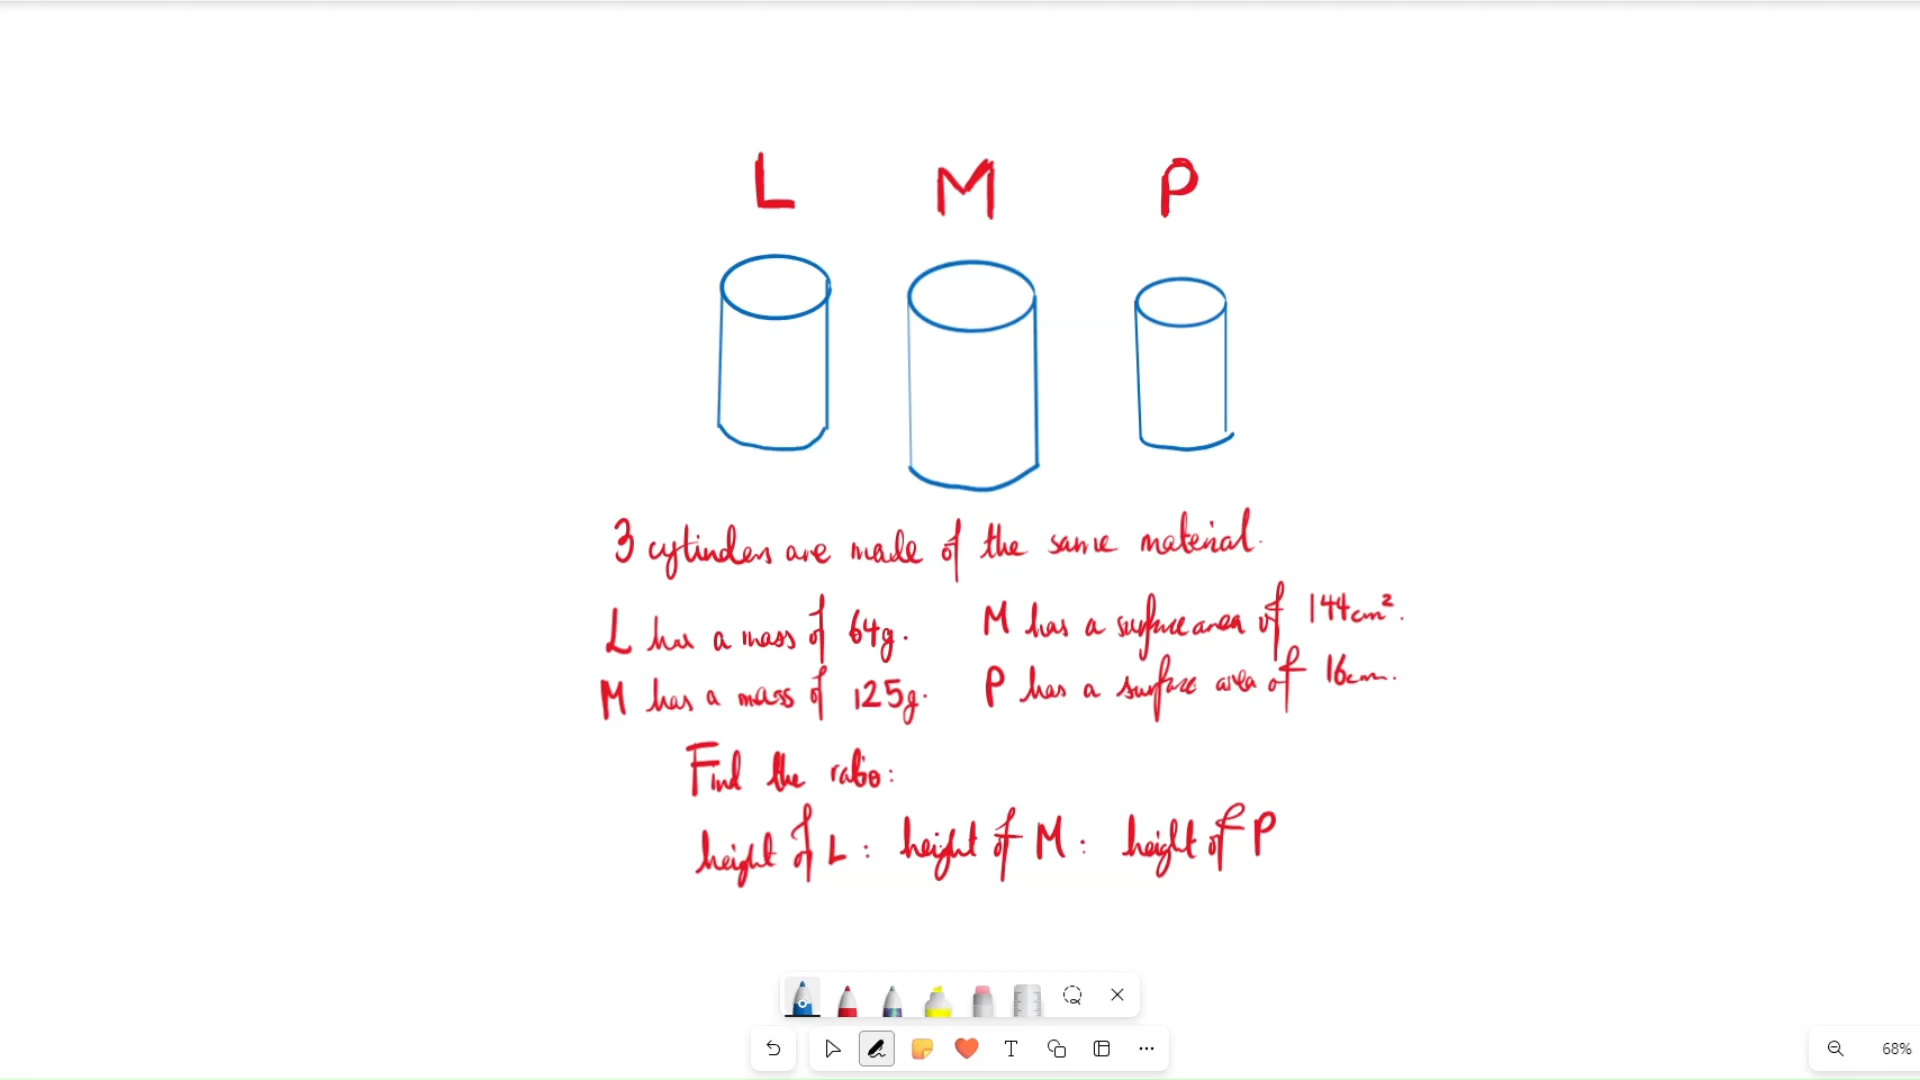 L M P
3 cylinders are made of the same material.
L has a mass of 64g. M has a surface area of 144cm².
M has a mass of 125g. P has a surface area of 16cm.
Find the ratio:
height of L : height of M : height of P
T
68%